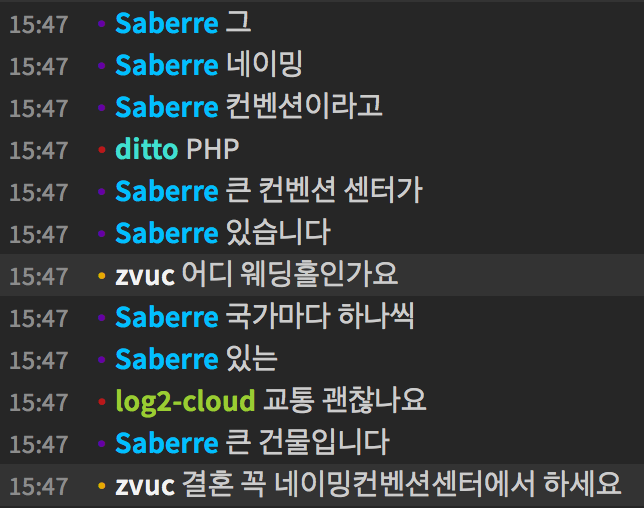 15:47 • Saberre 그
15:47 • Saberre 네이밍
15:47 • Saberre 컨벤션이라고
15:47 • ditto PHP
15:47 • Saberre 큰 컨벤션 센터가
15:47 • Saberre 있습니다
15:47 • zvuc 어디 웨딩홀인가요
15:47 • Saberre 국가마다 하나씩
15:47 • Saberre 있는
15:47 • log2-cloud 교통 괜찮나요
15:47 • Saberre 큰 건물입니다
15:47 • zvuc 결혼 꼭 네이밍컨벤션센터에서 하세요